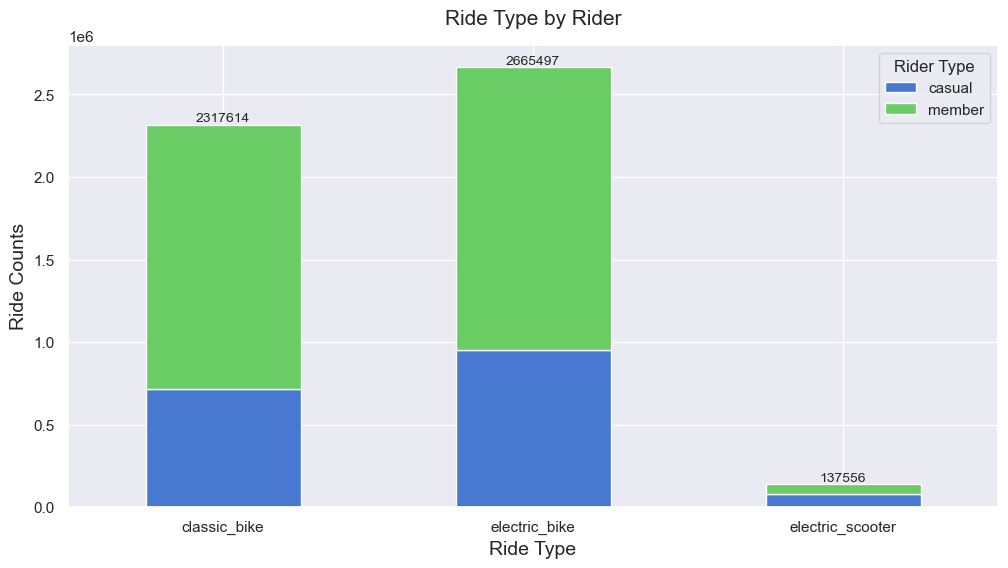 Ride Type by Rider
1e6
2665497
Rider Type
casual
member
2.5
2317614
2.0
1.5
Ride Counts
1.0
0.5
137556
0.0
classic_bike electric_bike electric_scooter
Ride Type